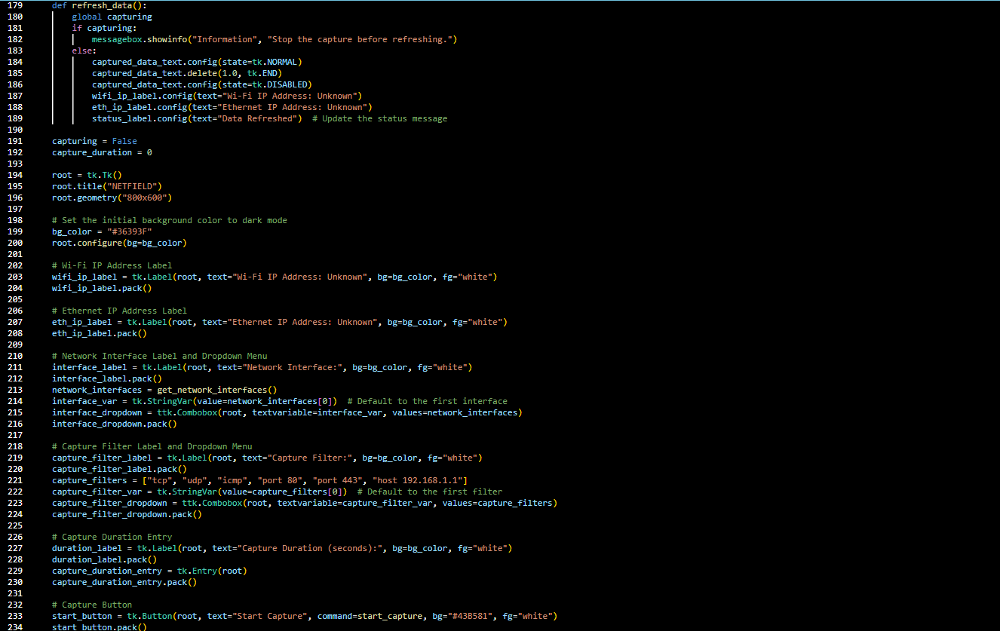 179 def refresh_data():
180 global capturing
181 if capturing:
182 messagebox.showinfo("Information", "Stop the capture before refreshing.")
183 else:
184 captured_data_text.config(state=tk.NORMAL)
185 captured_data_text.delete(1.0, tk.END)
186 captured_data_text.config(state=tk.DISABLED)
187 wifi_ip_label.config(text="Wi-Fi IP Address: Unknown")
188 eth_ip_label.config(text="Ethernet IP Address: Unknown")
189 status_label.config(text="Data Refreshed")  # Update the status message
190
191 capturing = False
192 capture_duration = 0
193
194 root = tk.Tk()
195 root.title("NETFIELD")
196 root.geometry("800x600")
197
198 # Set the initial background color to dark mode
199 bg_color = "#36393F"
200 root.configure(bg=bg_color)
201
202 # Wi-Fi IP Address Label
203 wifi_ip_label = tk.Label(root, text="Wi-Fi IP Address: Unknown", bg=bg_color, fg="white")
204 wifi_ip_label.pack()
205
206 # Ethernet IP Address Label
207 eth_ip_label = tk.Label(root, text="Ethernet IP Address: Unknown", bg=bg_color, fg="white")
208 eth_ip_label.pack()
209
210 # Network Interface Label and Dropdown Menu
211 interface_label = tk.Label(root, text="Network Interface:", bg=bg_color, fg="white")
212 interface_label.pack()
213 network_interfaces = get_network_interfaces()
214 interface_var = tk.StringVar(value=network_interfaces[0])  # Default to the first interface
215 interface_dropdown = ttk.Combobox(root, textvariable=interface_var, values=network_interfaces)
216 interface_dropdown.pack()
217
218 # Capture Filter Label and Dropdown Menu
219 capture_filter_label = tk.Label(root, text="Capture Filter:", bg=bg_color, fg="white")
220 capture_filter_label.pack()
221 capture_filters = ["tcp", "udp", "icmp", "port 80", "port 443", "host 192.168.1.1"]
222 capture_filter_var = tk.StringVar(value=capture_filters[0])  # Default to the first filter
223 capture_filter_dropdown = ttk.Combobox(root, textvariable=capture_filter_var, values=capture_filters)
224 capture_filter_dropdown.pack()
225
226 # Capture Duration Entry
227 duration_label = tk.Label(root, text="Capture Duration (seconds):", bg=bg_color, fg="white")
228 duration_label.pack()
229 capture_duration_entry = tk.Entry(root)
230 capture_duration_entry.pack()
231
232 # Capture Button
233 start_button = tk.Button(root, text="Start Capture", command=start_capture, bg="#43B581", fg="white")
234 start_button.pack()